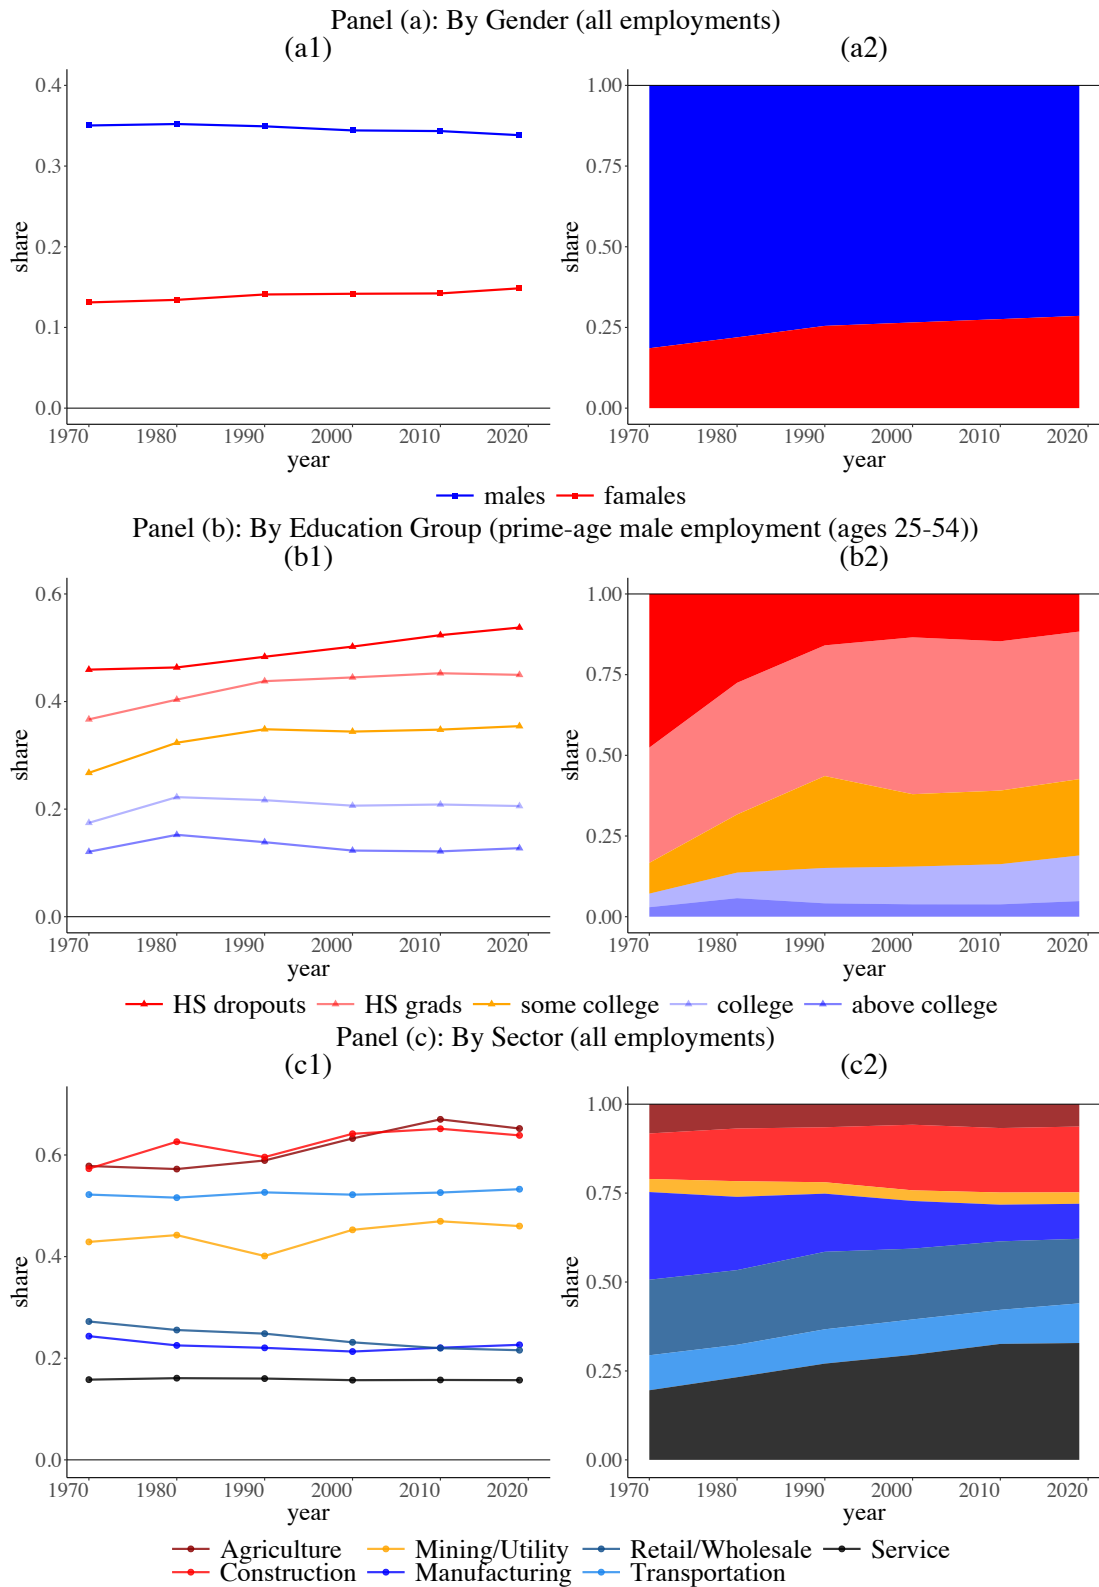 Panel (a): By Gender (all employments)
(a1)
(a2)
0.4
0.3
0.2
0.1
0.0
share
1970 1980 1990 2000 2010 2020
year
1.00
0.75
0.50
0.25
0.00
share
1970 1980 1990 2000 2010 2020
year
males famales
Panel (b): By Education Group (prime-age male employment (ages 25-54))
(b1)
(b2)
0.6
0.4
0.2
0.0
share
1970 1980 1990 2000 2010 2020
year
1.00
0.75
0.50
0.25
0.00
share
1970 1980 1990 2000 2010 2020
year
HS dropouts HS grads some college college above college
Panel (c): By Sector (all employments)
(c1)
(c2)
0.6
0.4
0.2
0.0
share
1970 1980 1990 2000 2010 2020
year
1.00
0.75
0.50
0.25
0.00
share
1970 1980 1990 2000 2010 2020
year
Agriculture Mining/Utility Retail/Wholesale Service
Construction Manufacturing Transportation